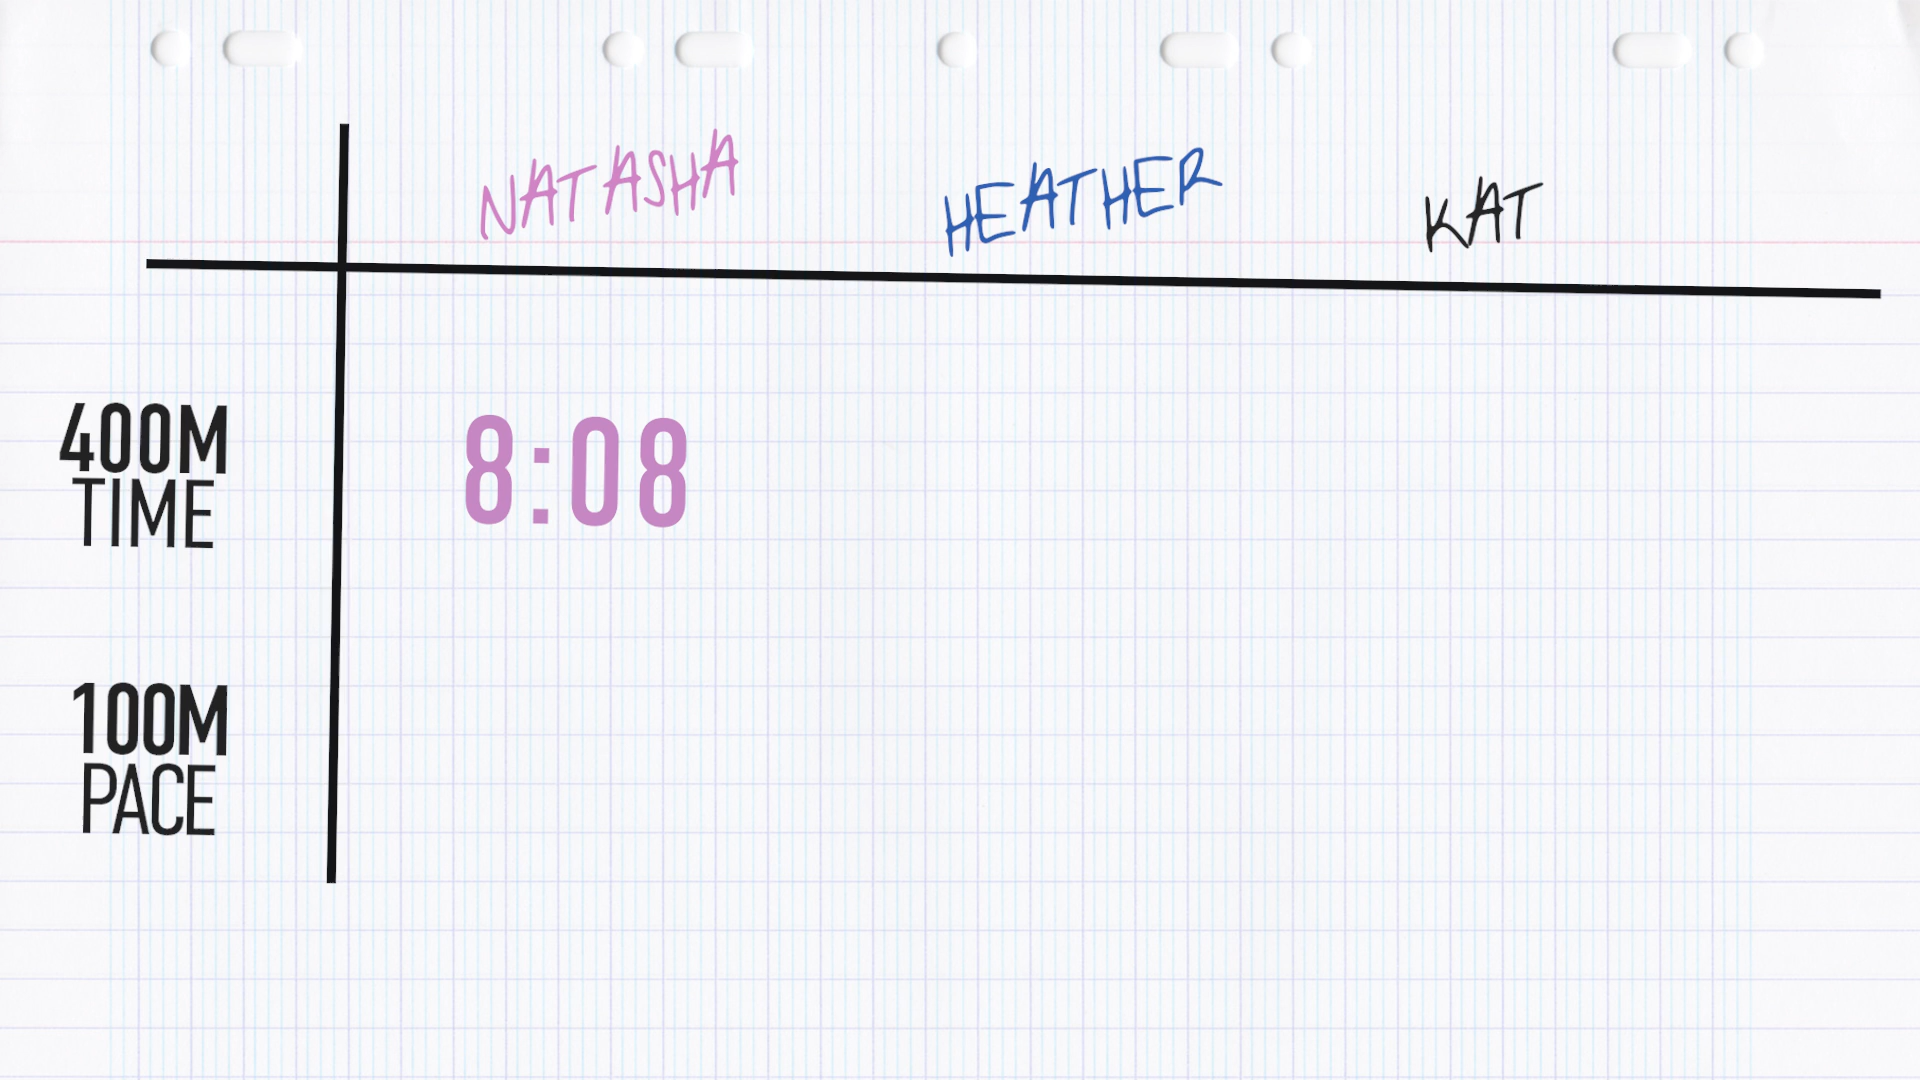 NATASHA HEATHER KAT
400M
TIME
8:08
100M
PACE